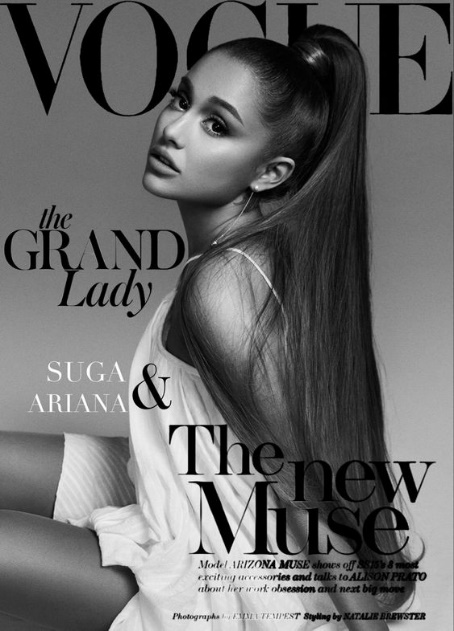 VOGUE
the
GRAND
Lady
SUGA
ARIANA
&
The new
Muse
Model ARIZONA MUSE shows off most
exciting accessories and talks to ALISON PRATO
about her work obsession and next big move
Photographs by EMMA TEMPEST Styling by NATALIE BREWSTER